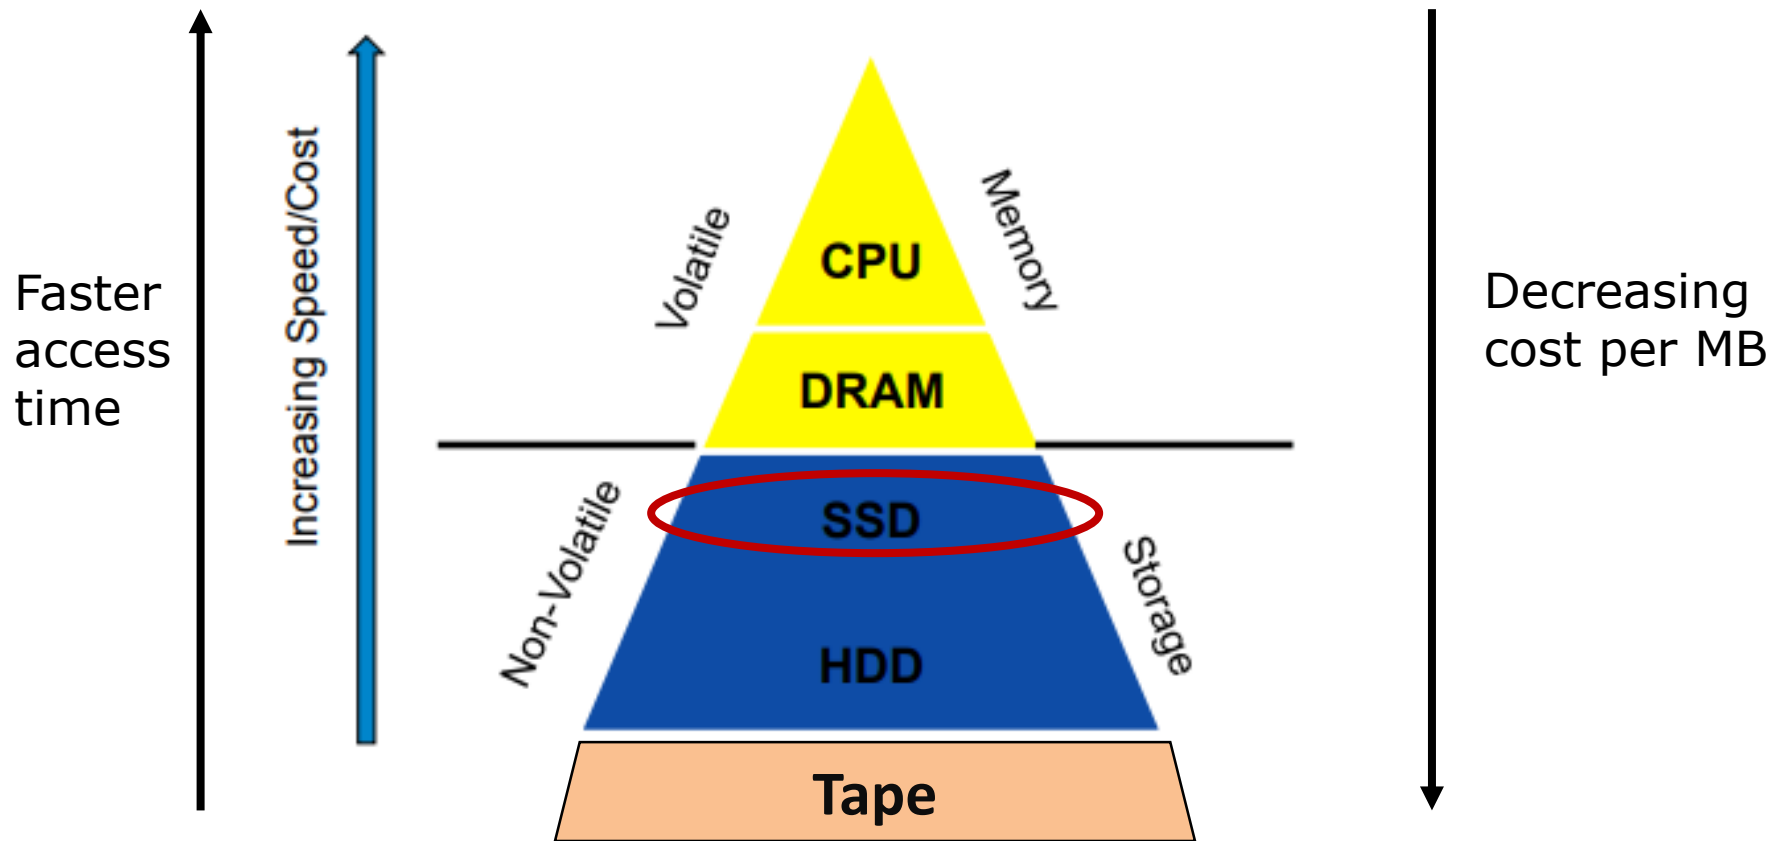 Faster
access
time
Increasing Speed/Cost
Volatile
Memory
CPU
DRAM
Non-Volatile
Storage
SSD
HDD
Tape
Decreasing
cost per MB